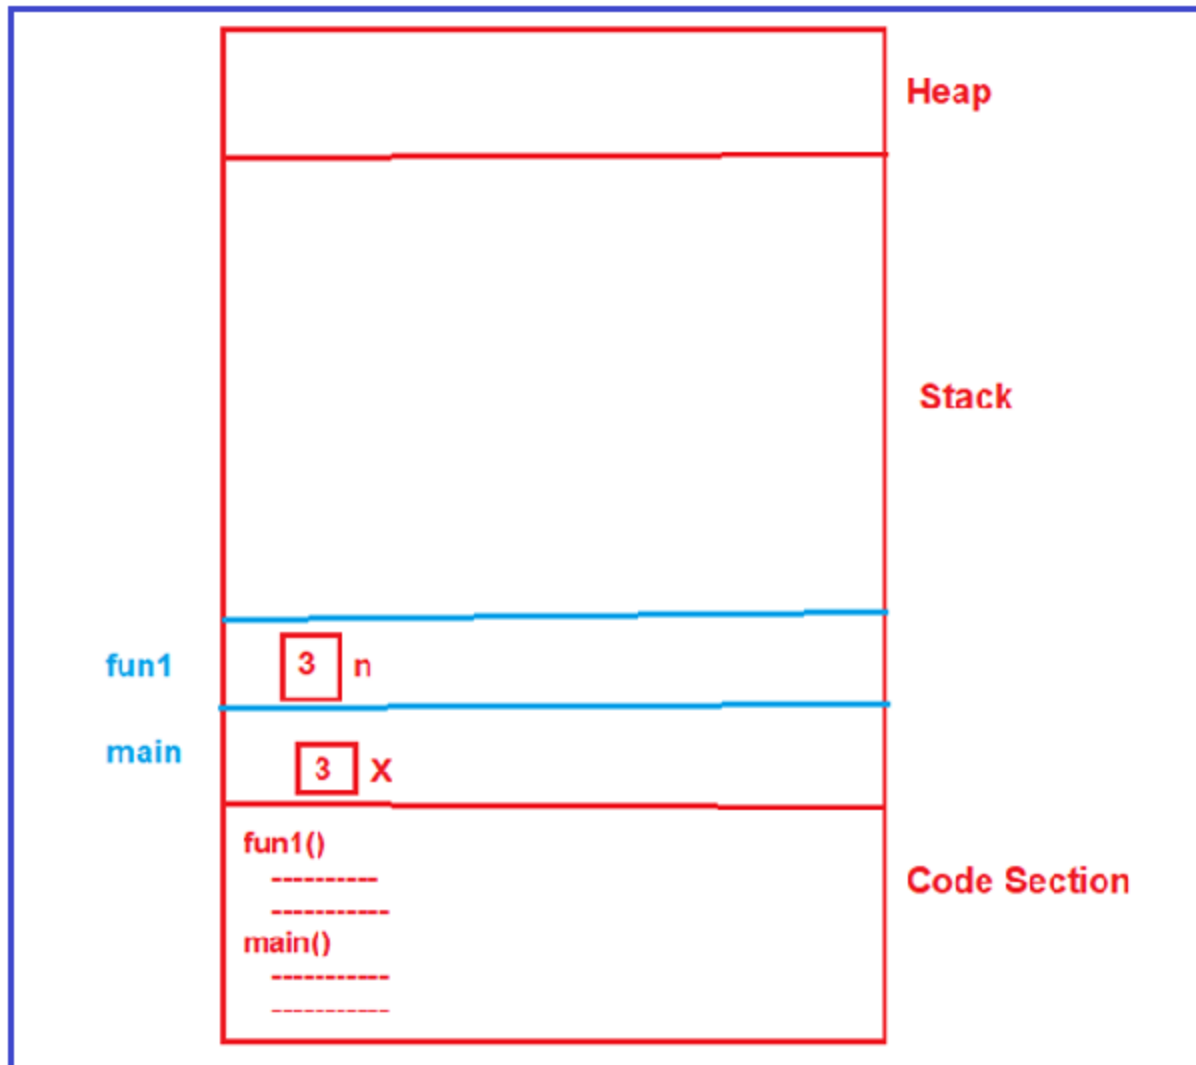 Heap
Stack
fun1 3 n
main 3 X
fun1()
----------
-----------
Code Section
main()
-----------
-----------